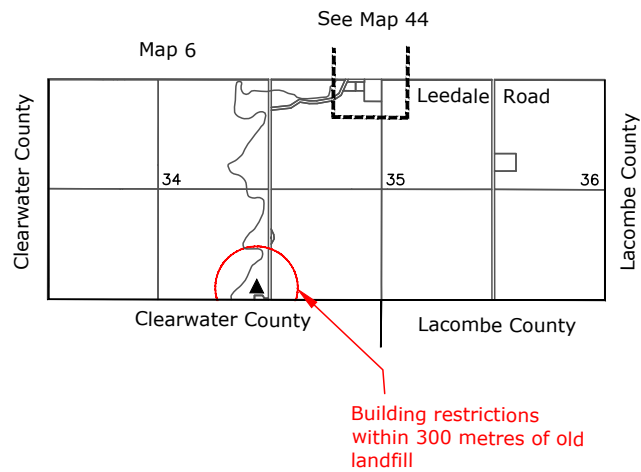 See Map 44
Map 6
Leedale Road
Clearwater County
34
35
36
Lacombe County
Clearwater County
Lacombe County
Building restrictions
within 300 metres of old
landfill